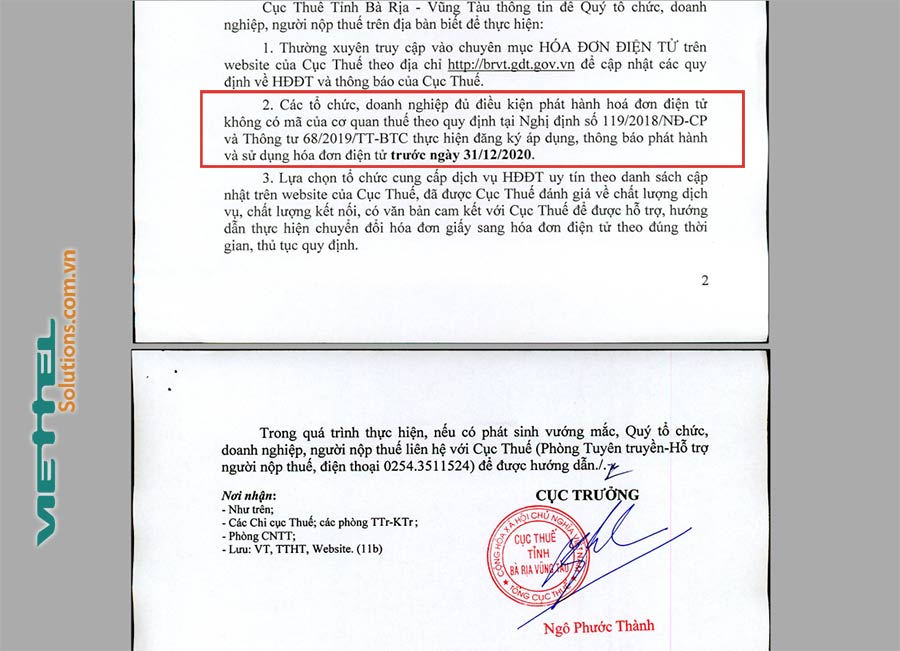 Cục Thuế Tỉnh Bà Rịa - Vũng Tàu thông tin để Quý tổ chức, doanh
nghiệp, người nộp thuế trên địa bàn biết để thực hiện:
1. Thường xuyên truy cập vào chuyên mục HÓA ĐƠN ĐIỆN TỬ trên
website của Cục Thuế theo địa chỉ http://brvt.gdt.gov.vn để cập nhật các quy
định về HĐĐT và thông báo của Cục Thuế.
2. Các tổ chức, doanh nghiệp đủ điều kiện phát hành hoá đơn điện tử
không có mã của cơ quan thuế theo quy định tại Nghị định số 119/2018/NĐ-CP
và Thông tư 68/2019/TT-BTC thực hiện đăng ký áp dụng, thông báo phát hành
và sử dụng hóa đơn điện tử trước ngày 31/12/2020.
3. Lựa chọn tổ chức cung cấp dịch vụ HĐĐT uy tín theo danh sách cập
nhật trên website của Cục Thuế, đã được Cục Thuế đánh giá về chất lượng dịch
vụ, chất lượng kết nối, có văn bản cam kết với Cục Thuế để được hỗ trợ, hướng
dẫn thực hiện chuyển đổi hóa đơn giấy sang hóa đơn điện tử theo đúng thời
gian, thủ tục quy định.
2
VIETTEL
Solutions.com.vn
Trong quá trình thực hiện, nếu có phát sinh vướng mắc, Quý tổ chức,
doanh nghiệp, người nộp thuế liên hệ với Cục Thuế (Phòng Tuyên truyền-Hỗ trợ
người nộp thuế, điện thoại 0254.3511524) để được hướng dẫn./.
Nơi nhận:
- Như trên;
- Các Chi cục Thuế; các phòng TTr-KTr;
- Phòng CNTT;
- Lưu: VT, TTHT, Website. (11b)
CỤC TRƯỞNG
CỘNG HÒA XÃ HỘI CHỦ NGHĨA VIỆT NAM
CỤC THUẾ
TỈNH
BÀ RỊA VŨNG TÀU
TỔNG CỤC THUẾ
Ngô Phước Thành